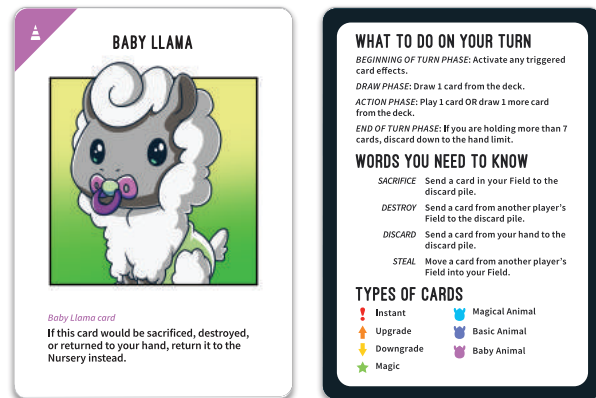 BABY LLAMA
Baby Llama card
If this card would be sacrificed, destroyed,
or returned to your hand, return it to the
Nursery instead.
WHAT TO DO ON YOUR TURN
BEGINNING OF TURN PHASE: Activate any triggered
card effects.
DRAW PHASE: Draw 1 card from the deck.
ACTION PHASE: Play 1 card OR draw 1 more card
from the deck.
END OF TURN PHASE: If you are holding more than 7
cards, discard down to the hand limit.
WORDS YOU NEED TO KNOW
SACRIFICE Send a card in your Field to the
discard pile.
DESTROY Send a card from another player's
Field to the discard pile.
DISCARD Send a card from your hand to the
discard pile.
STEAL Move a card from another player's
Field into your Field.
TYPES OF CARDS
Instant Magical Animal
Upgrade Basic Animal
Downgrade Baby Animal
Magic